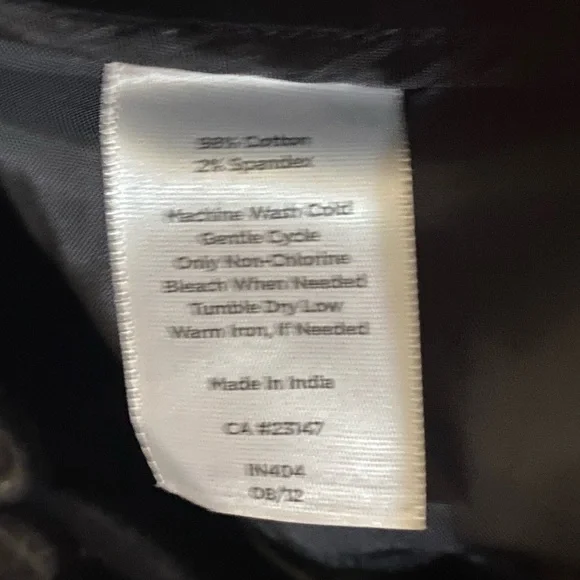 98% Cotton
2% Spandex
Machine Wash Cold
Gentle Cycle
Only Non-Chlorine
Bleach When Needed
Tumble Dry Low
Warm Iron, If Needed
Made In India
CA #23147
IN404
08/12